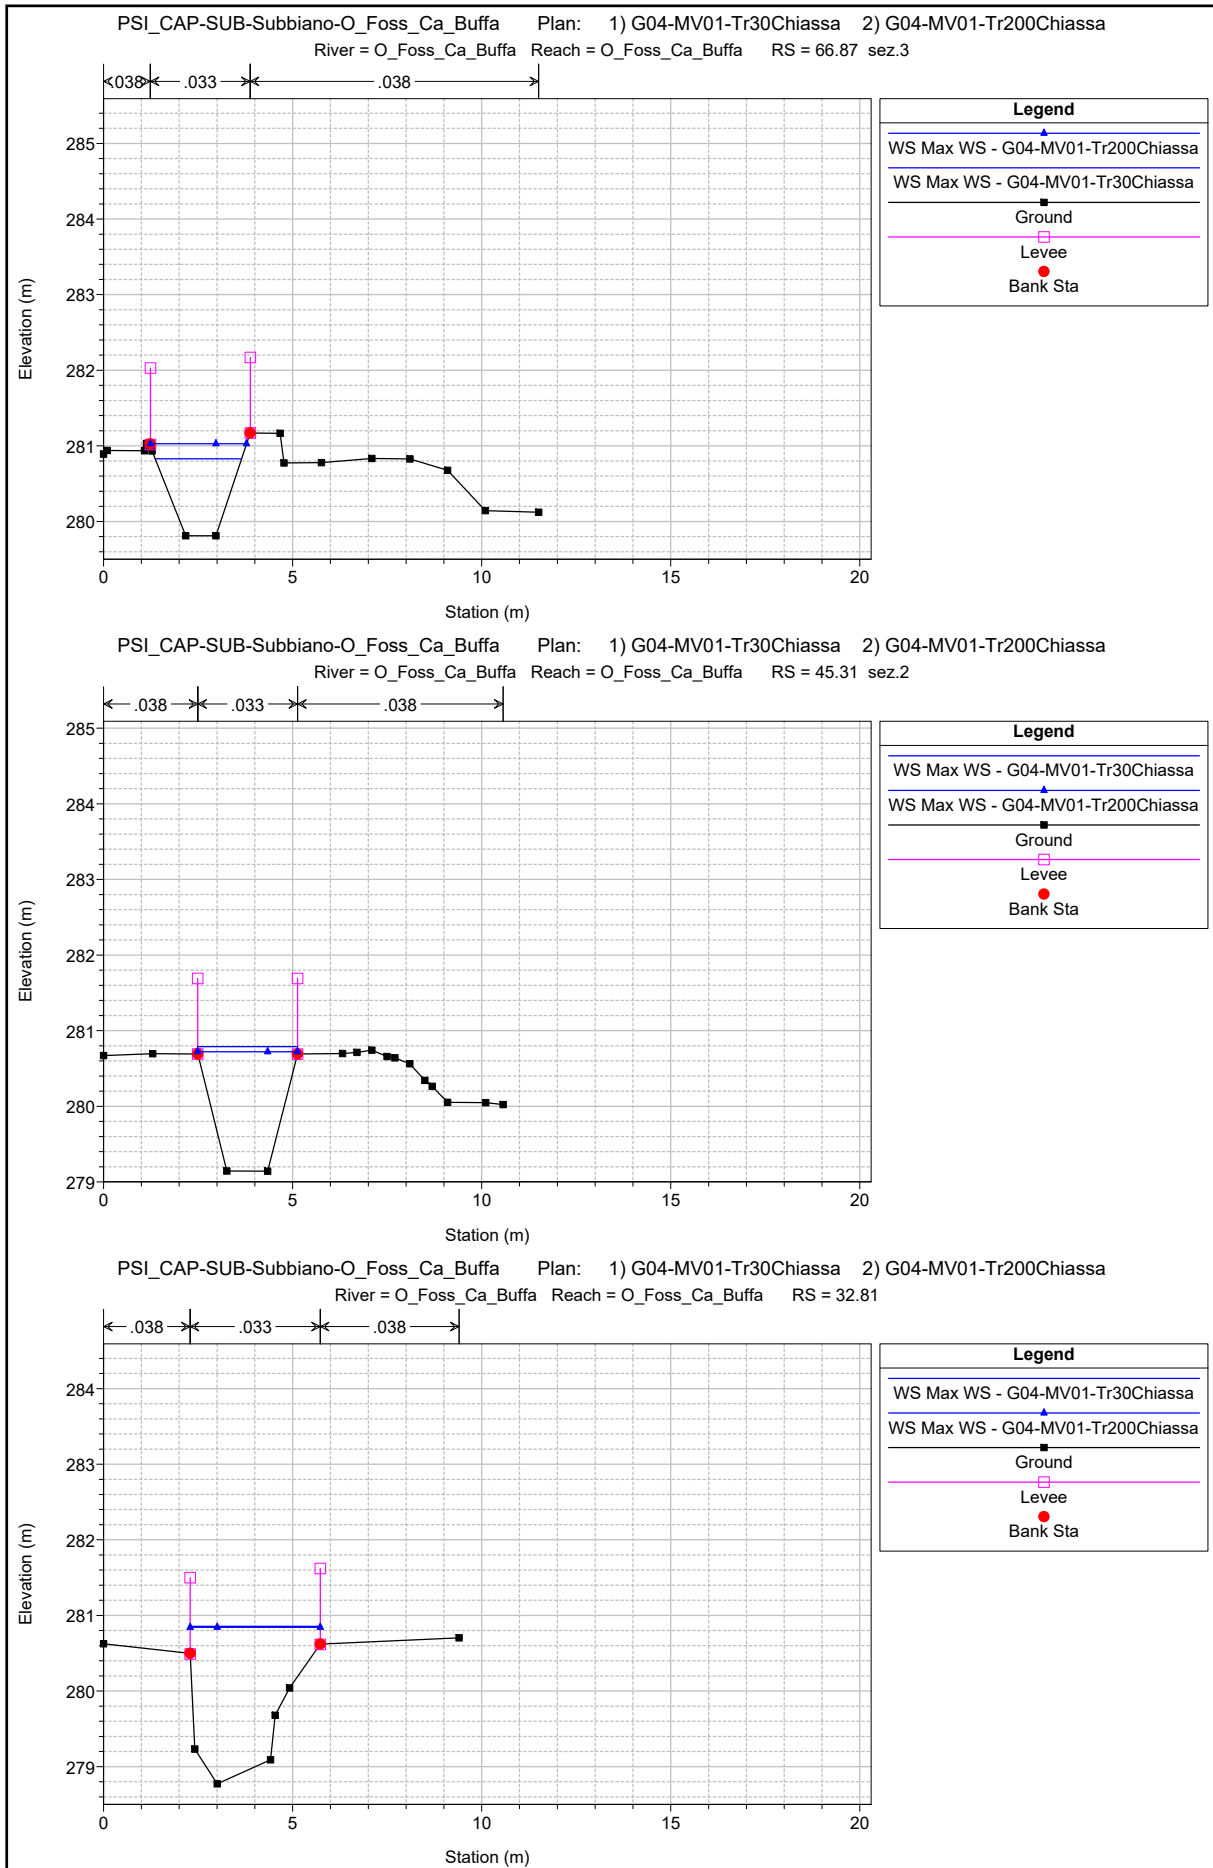 PSI_CAP-SUB-Subbiano-O_Foss_Ca_Buffa Plan: 1) G04-MV01-Tr30Chiassa 2) G04-MV01-Tr200Chiassa
River = O_Foss_Ca_Buffa Reach = O_Foss_Ca_Buffa RS = 66.87 sez.3
.038 .033 .038
Legend
WS Max WS - G04-MV01-Tr200Chiassa
WS Max WS - G04-MV01-Tr30Chiassa
Ground
Levee
Bank Sta
285
284
283
282
281
280
Elevation (m)
0 5 10 15 20
Station (m)
PSI_CAP-SUB-Subbiano-O_Foss_Ca_Buffa Plan: 1) G04-MV01-Tr30Chiassa 2) G04-MV01-Tr200Chiassa
River = O_Foss_Ca_Buffa Reach = O_Foss_Ca_Buffa RS = 45.31 sez.2
.038 .033 .038
Legend
WS Max WS - G04-MV01-Tr30Chiassa
WS Max WS - G04-MV01-Tr200Chiassa
Ground
Levee
Bank Sta
285
284
283
282
281
280
279
Elevation (m)
0 5 10 15 20
Station (m)
PSI_CAP-SUB-Subbiano-O_Foss_Ca_Buffa Plan: 1) G04-MV01-Tr30Chiassa 2) G04-MV01-Tr200Chiassa
River = O_Foss_Ca_Buffa Reach = O_Foss_Ca_Buffa RS = 32.81
.038 .033 .038
Legend
WS Max WS - G04-MV01-Tr30Chiassa
WS Max WS - G04-MV01-Tr200Chiassa
Ground
Levee
Bank Sta
284
283
282
281
280
279
Elevation (m)
0 5 10 15 20
Station (m)